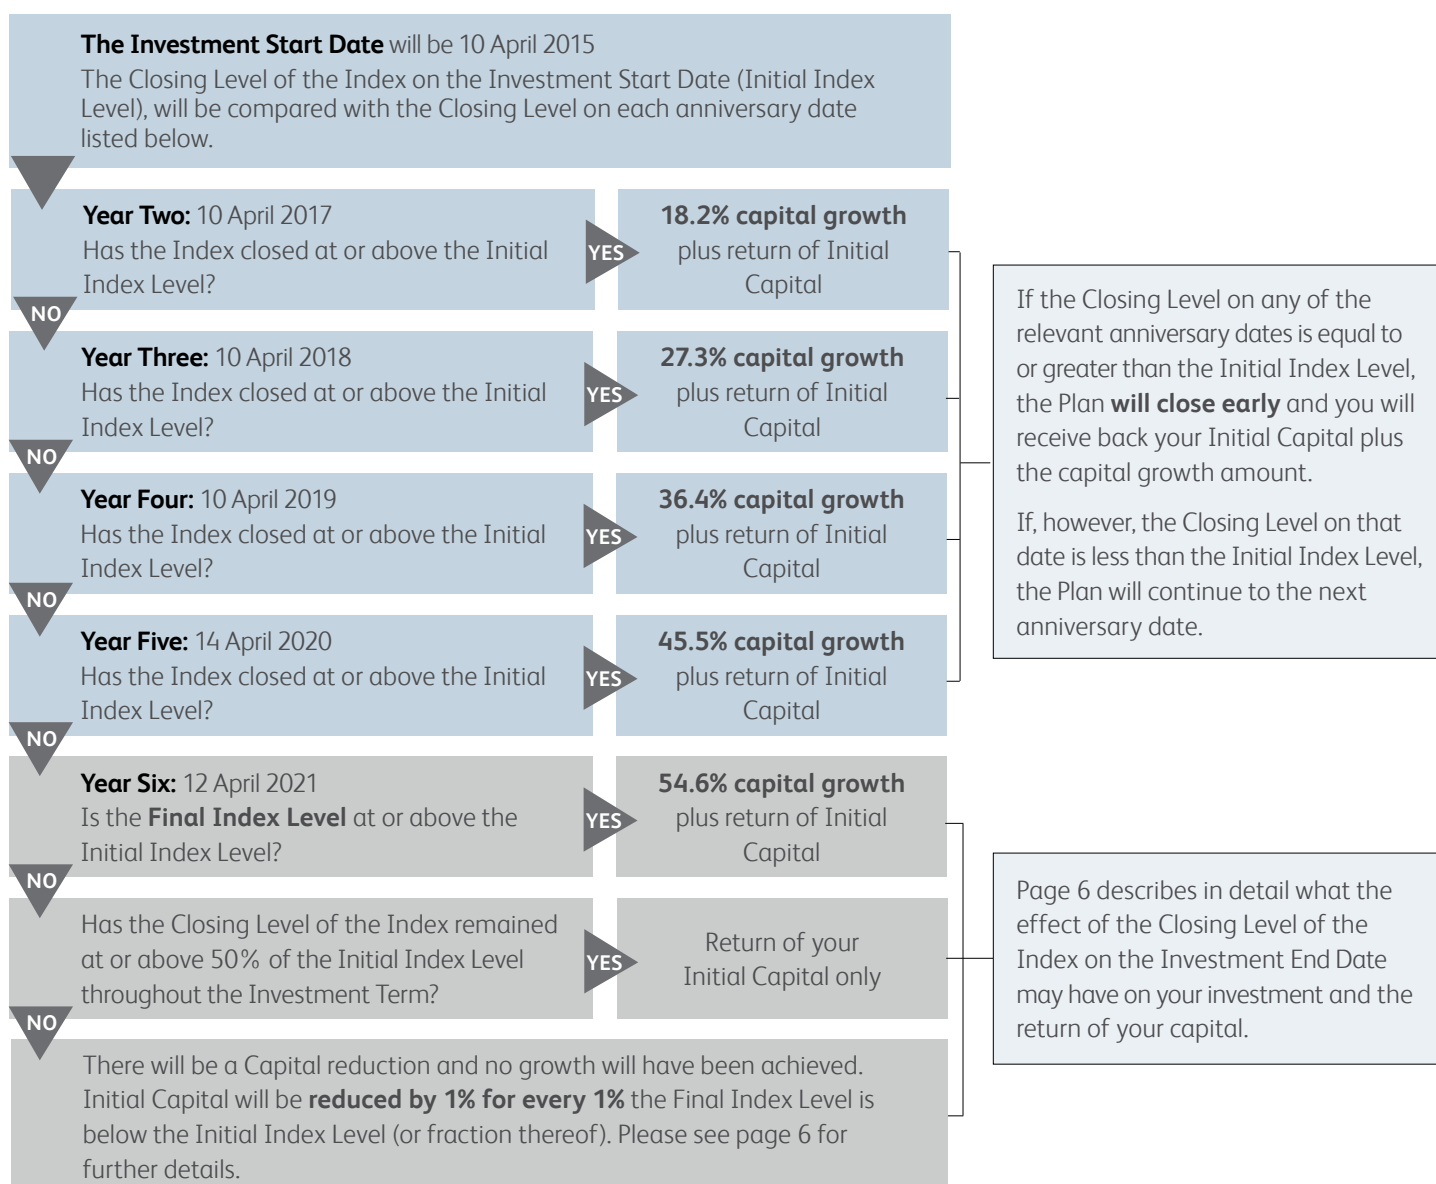 The Investment Start Date will be 10 April 2015
The Closing Level of the Index on the Investment Start Date (Initial Index
Level), will be compared with the Closing Level on each anniversary date
listed below.
Year Two: 10 April 2017
Has the Index closed at or above the Initial
Index Level?
YES
18.2% capital growth
plus return of Initial
Capital
NO
Year Three: 10 April 2018
Has the Index closed at or above the Initial
Index Level?
YES
27.3% capital growth
plus return of Initial
Capital
NO
Year Four: 10 April 2019
Has the Index closed at or above the Initial
Index Level?
YES
36.4% capital growth
plus return of Initial
Capital
NO
Year Five: 14 April 2020
Has the Index closed at or above the Initial
Index Level?
YES
45.5% capital growth
plus return of Initial
Capital
If the Closing Level on any of the
relevant anniversary dates is equal to
or greater than the Initial Index Level,
the Plan will close early and you will
receive back your Initial Capital plus
the capital growth amount.
If, however, the Closing Level on that
date is less than the Initial Index Level,
the Plan will continue to the next
anniversary date.
NO
Year Six: 12 April 2021
Is the Final Index Level at or above the
Initial Index Level?
YES
54.6% capital growth
plus return of Initial
Capital
NO
Has the Closing Level of the Index remained
at or above 50% of the Initial Index Level
throughout the Investment Term?
YES
Return of your
Initial Capital only
NO
There will be a Capital reduction and no growth will have been achieved.
Initial Capital will be reduced by 1% for every 1% the Final Index Level is
below the Initial Index Level (or fraction thereof). Please see page 6 for
further details.
Page 6 describes in detail what the
effect of the Closing Level of the
Index on the Investment End Date
may have on your investment and the
return of your capital.